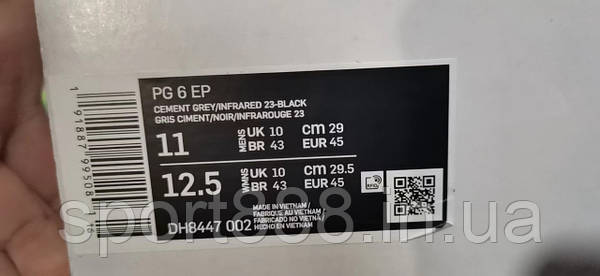 PG 6 EP
CEMENT GREY/INFRARED 23-BLACK
GRIS CIMENT/NOIR/INFRAROUGE 23
11 MENS UK 10 CM 29
BR 43 EUR 45
12.5 WMNS UK 10 CM 29.5
BR 43 EUR 45
RFID
MADE IN VIETNAM/
FABRIQUÉ AU VIETNAM/
FABRICADO NO VIETNAM/
HECHO EN VIETNAM
DH8447 002
sport808.in.ua